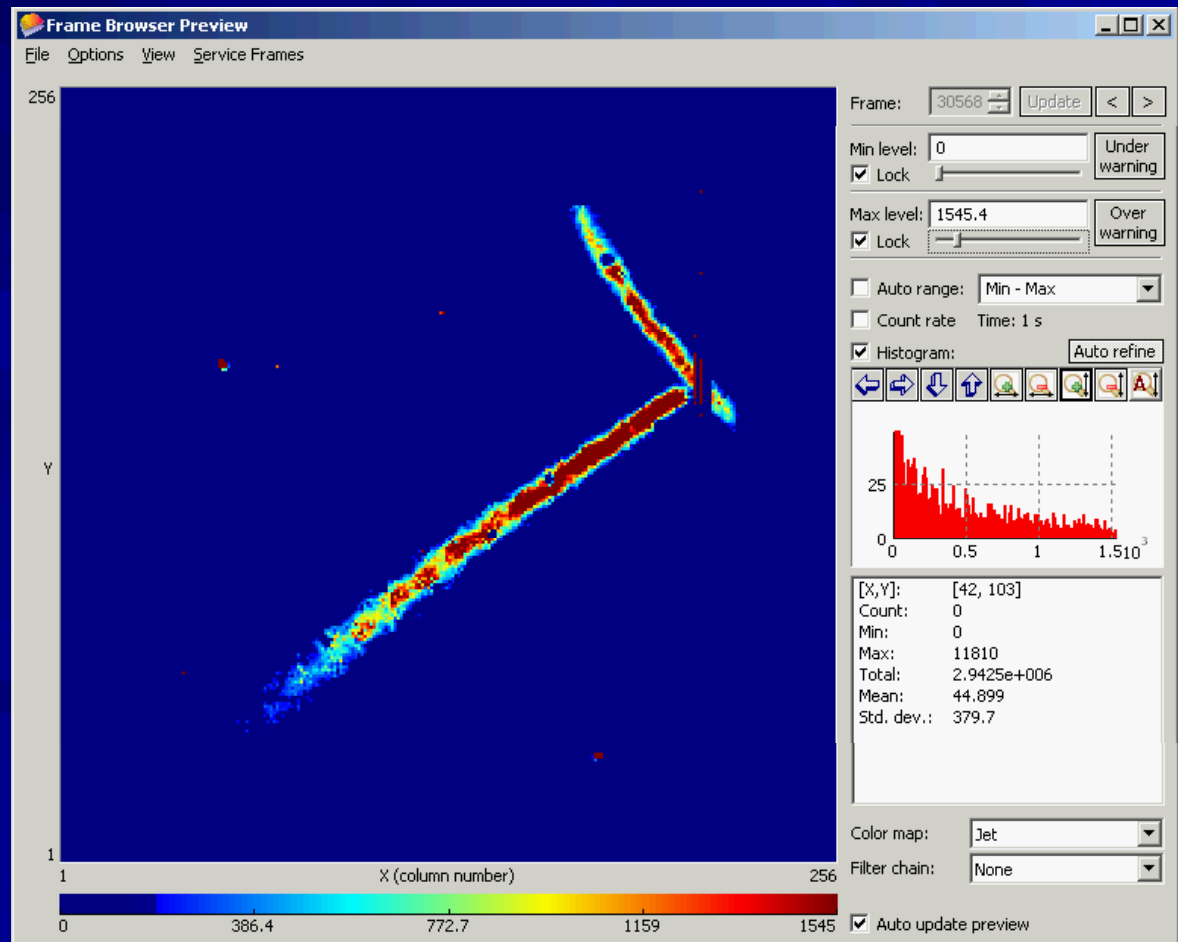 Frame Browser Preview
File Options View Service Frames
256
Y
1
1 X (column number) 256
0 386.4 772.7 1159 1545
Frame: 30568 Update < >
Min level: 0 Under warning
Lock
Max level: 1545.4 Over warning
Lock
Auto range: Min - Max
Count rate Time: 1 s
Histogram: Auto refine
A
25
0
0 0.5 1 1.5 10^3
[X,Y]: [42, 103]
Count: 0
Min: 0
Max: 11810
Total: 2.9425e+006
Mean: 44.899
Std. dev.: 379.7
Color map: Jet
Filter chain: None
Auto update preview